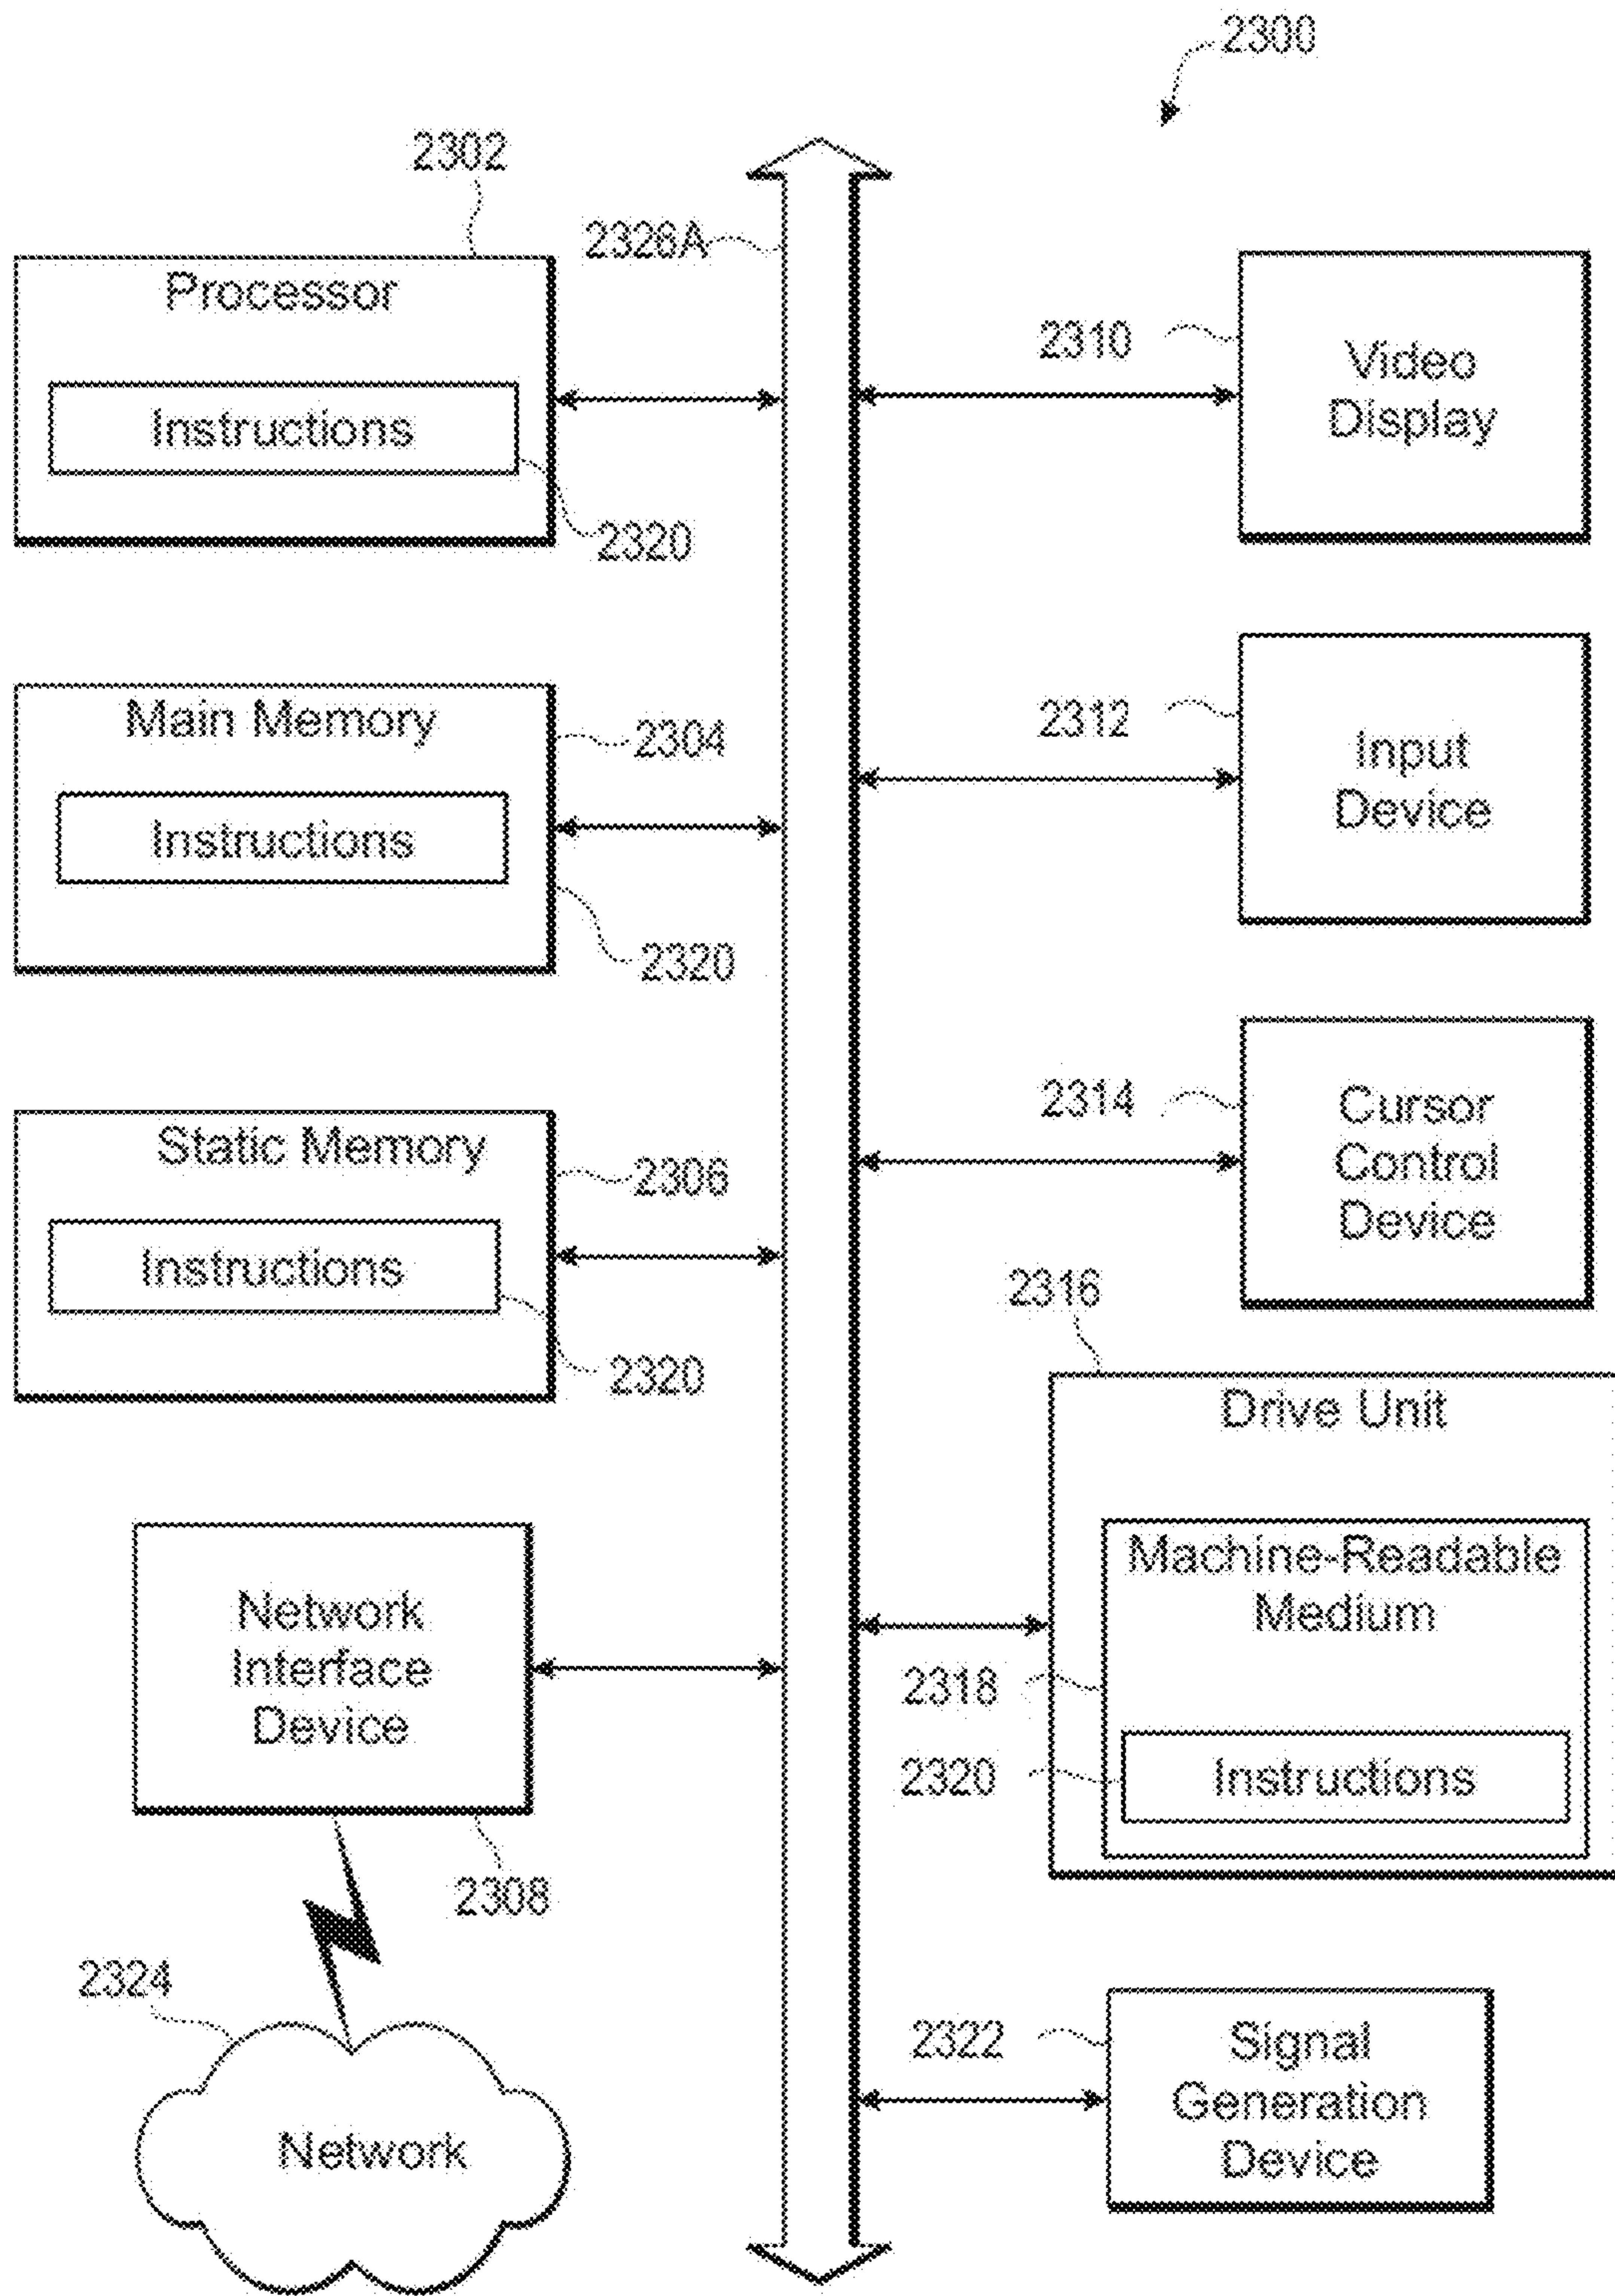 2300
2302
2326A
Processor
Instructions
2320
2310
Video
Display
Main Memory
2304
Instructions
2320
2312
Input
Device
Static Memory
2306
Instructions
2320
2314
Cursor
Control
Device
2316
Drive Unit
Machine-Readable
Medium
2318
2320
Instructions
Network
Interface
Device
2308
2324
Network
2322
Signal
Generation
Device